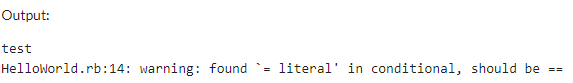 Output:
test
HelloWorld.rb:14: warning: found `= literal' in conditional, should be ==